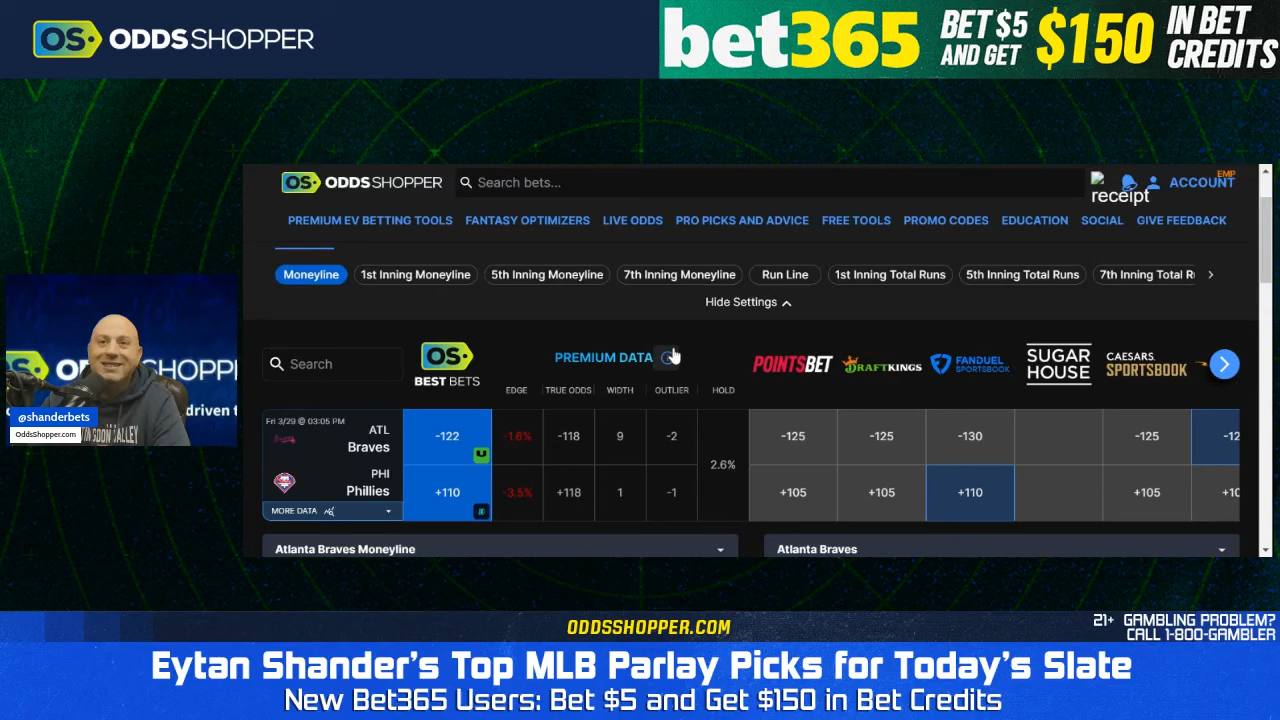 OS ODDSSHOPPER
bet365 BET $5 AND GET $150 IN BET CREDITS
OS ODDSSHOPPER
Search bets...
receipt
EMP
ACCOUNT
PREMIUM EV BETTING TOOLS FANTASY OPTIMIZERS LIVE ODDS PRO PICKS AND ADVICE FREE TOOLS PROMO CODES EDUCATION SOCIAL GIVE FEEDBACK
Moneyline 1st Inning Moneyline 5th Inning Moneyline 7th Inning Moneyline Run Line 1st Inning Total Runs 5th Inning Total Runs 7th Inning Total R
Hide Settings
Search
OS BEST BETS
PREMIUM DATA
EDGE TRUE ODDS WIDTH OUTLIER HOLD
POINTSBET DRAFTKINGS FANDUEL SPORTSBOOK SUGAR HOUSE CAESARS SPORTSBOOK
Fri 3/29 @ 03:05 PM
ATL Braves
-122 -1.6% -118 9 -2 -125 -125 -130 -125 -12
2.6%
PHI Phillies
+110 -3.5% +118 1 -1 +105 +105 +110 +105 +10
MORE DATA
Atlanta Braves Moneyline
Atlanta Braves
@shanderbets
OddsShopper.com
driven t
ODDSSHOPPER.COM
21+ GAMBLING PROBLEM?
CALL 1-800-GAMBLER
Eytan Shander's Top MLB Parlay Picks for Today's Slate
New Bet365 Users: Bet $5 and Get $150 in Bet Credits